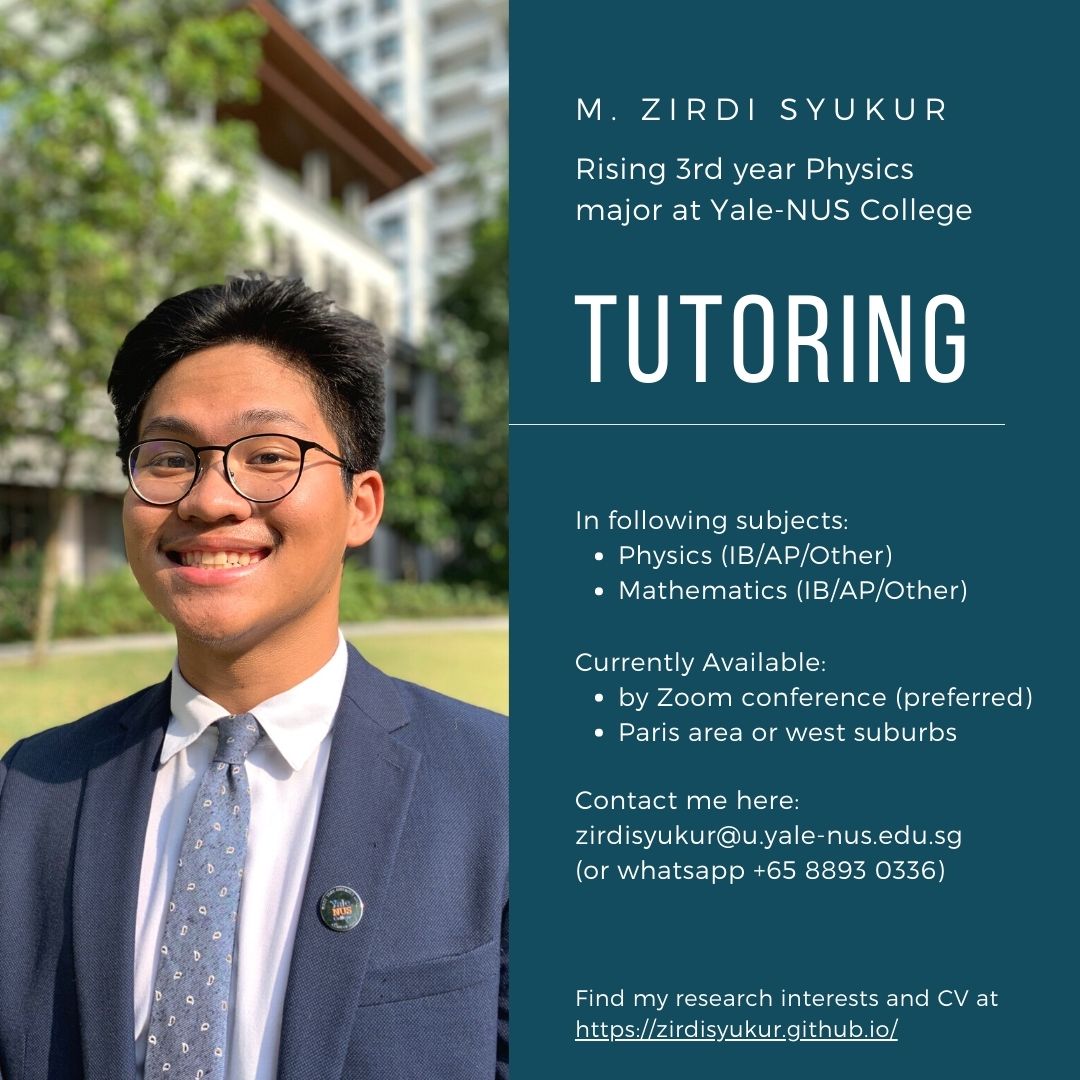 M. ZIRDI SYUKUR
Rising 3rd year Physics
major at Yale-NUS College
TUTORING
In following subjects:
• Physics (IB/AP/Other)
• Mathematics (IB/AP/Other)
Currently Available:
• by Zoom conference (preferred)
• Paris area or west suburbs
Contact me here:
zirdisyukur@u.yale-nus.edu.sg
(or whatsapp +65 8893 0336)
Find my research interests and CV at
https://zirdisyukur.github.io/
Yale
NUS
College